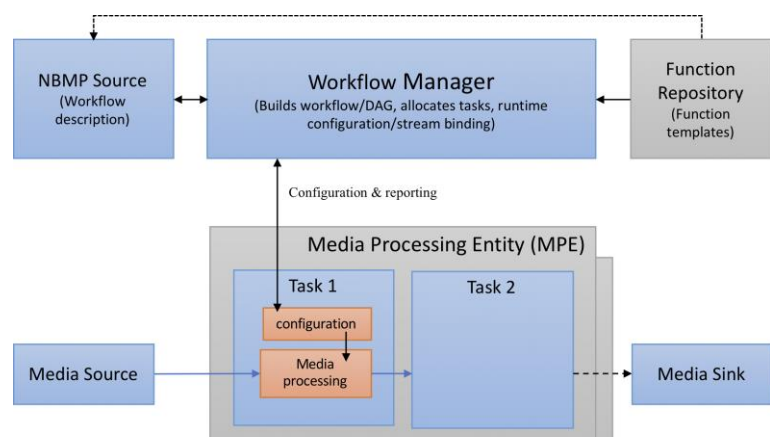 NBMP Source
(Workflow
description)
Workflow Manager
(Builds workflow/DAG, allocates tasks, runtime
configuration/stream binding)
Function
Repository
(Function
templates)
Configuration & reporting
Media Processing Entity (MPE)
Task 1
Task 2
configuration
Media
processing
Media Source
Media Sink